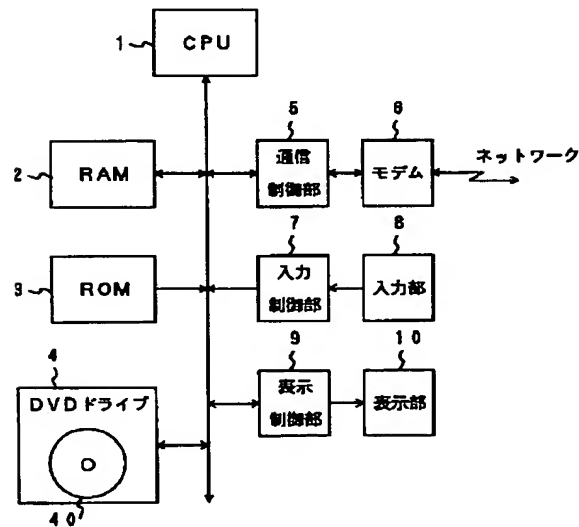 1
CPU
5
6
2
RAM
通信
制御部
モデム
ネットワーク
7
8
3
ROM
入力
制御部
入力部
9
10
4
DVDドライブ
表示
制御部
表示部
40